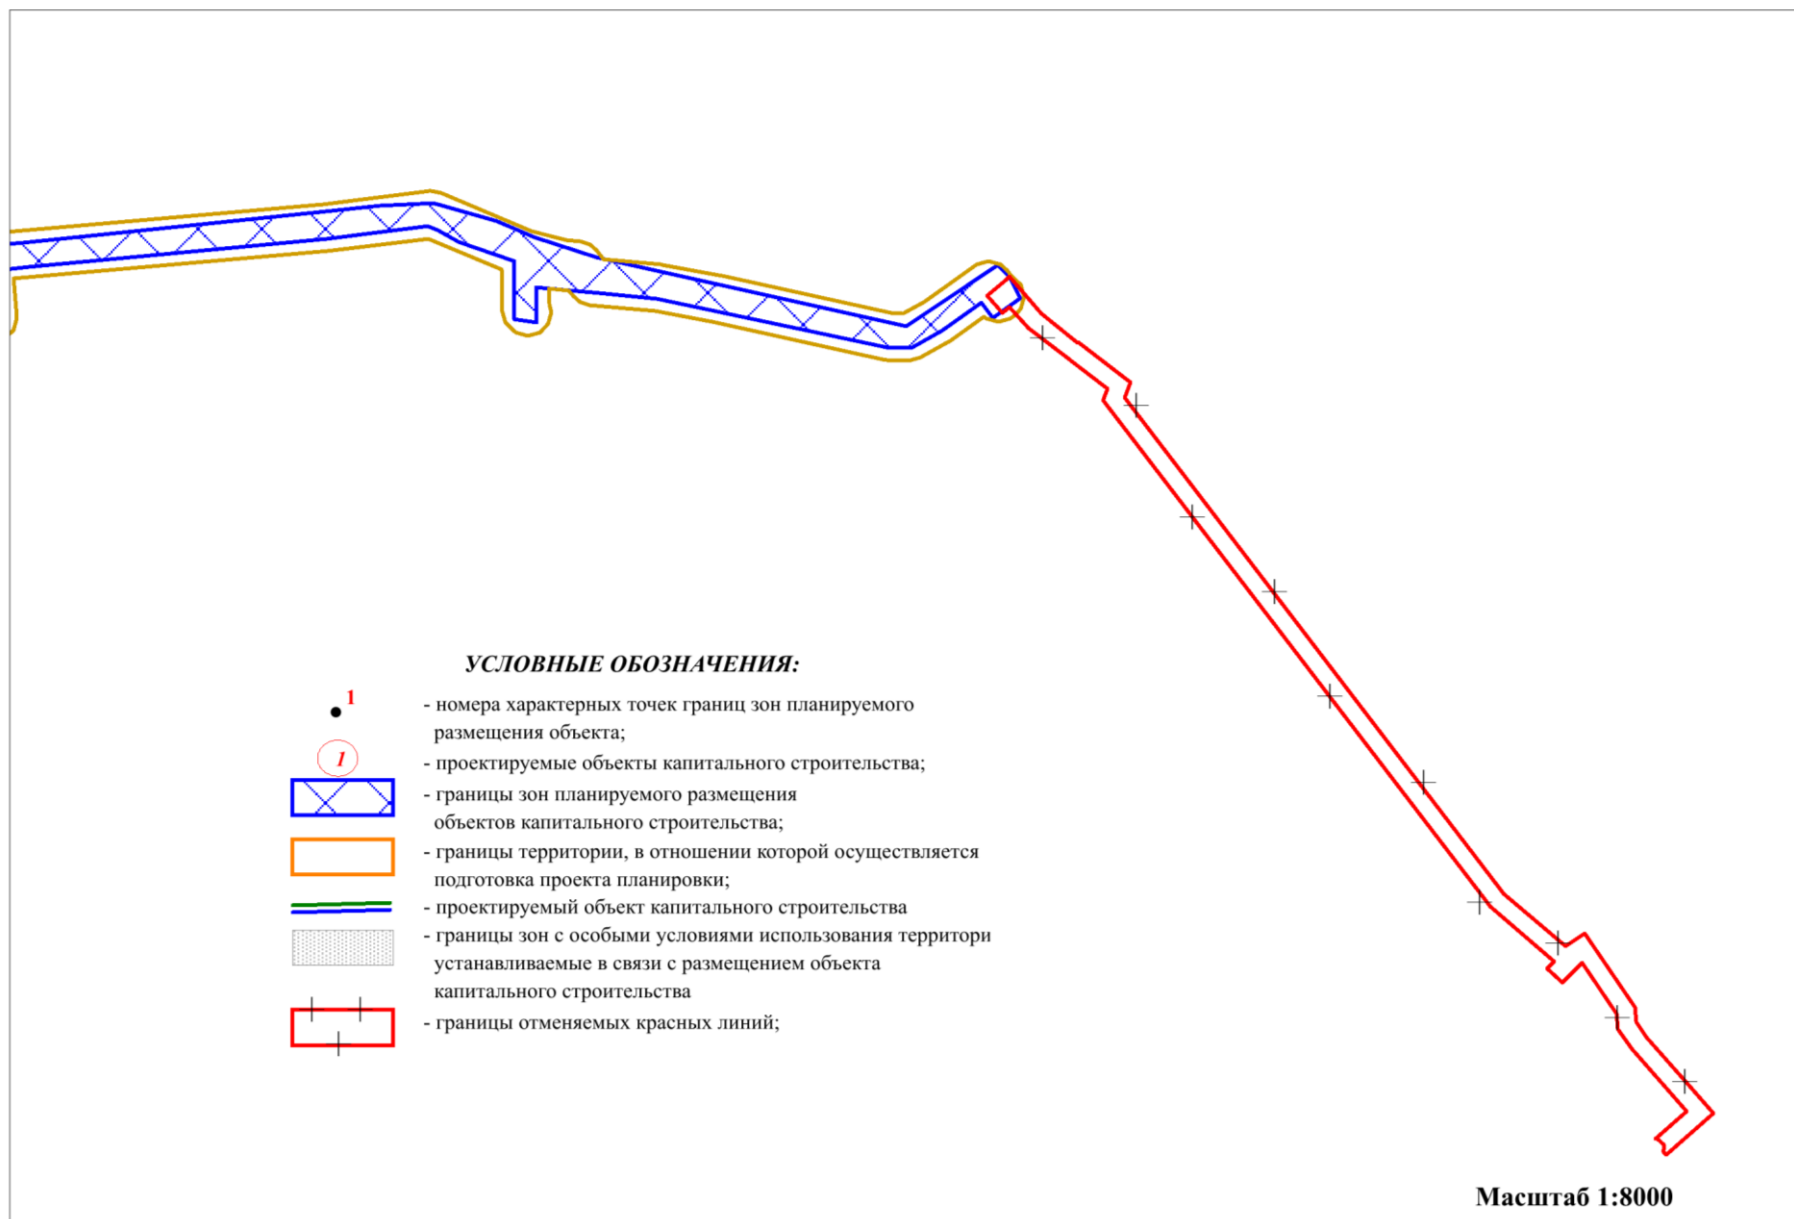 УСЛОВНЫЕ ОБОЗНАЧЕНИЯ:
1
- номера характерных точек границ зон планируемого
размещения объекта;
1
- проектируемые объекты капитального строительства;
- границы зон планируемого размещения
объектов капитального строительства;
- границы территории, в отношении которой осуществляется
подготовка проекта планировки;
- проектируемый объект капитального строительства
- границы зон с особыми условиями использования територи
устанавливаемые в связи с размещением объекта
капитального строительства
- границы отменяемых красных линий;
Масштаб 1:8000